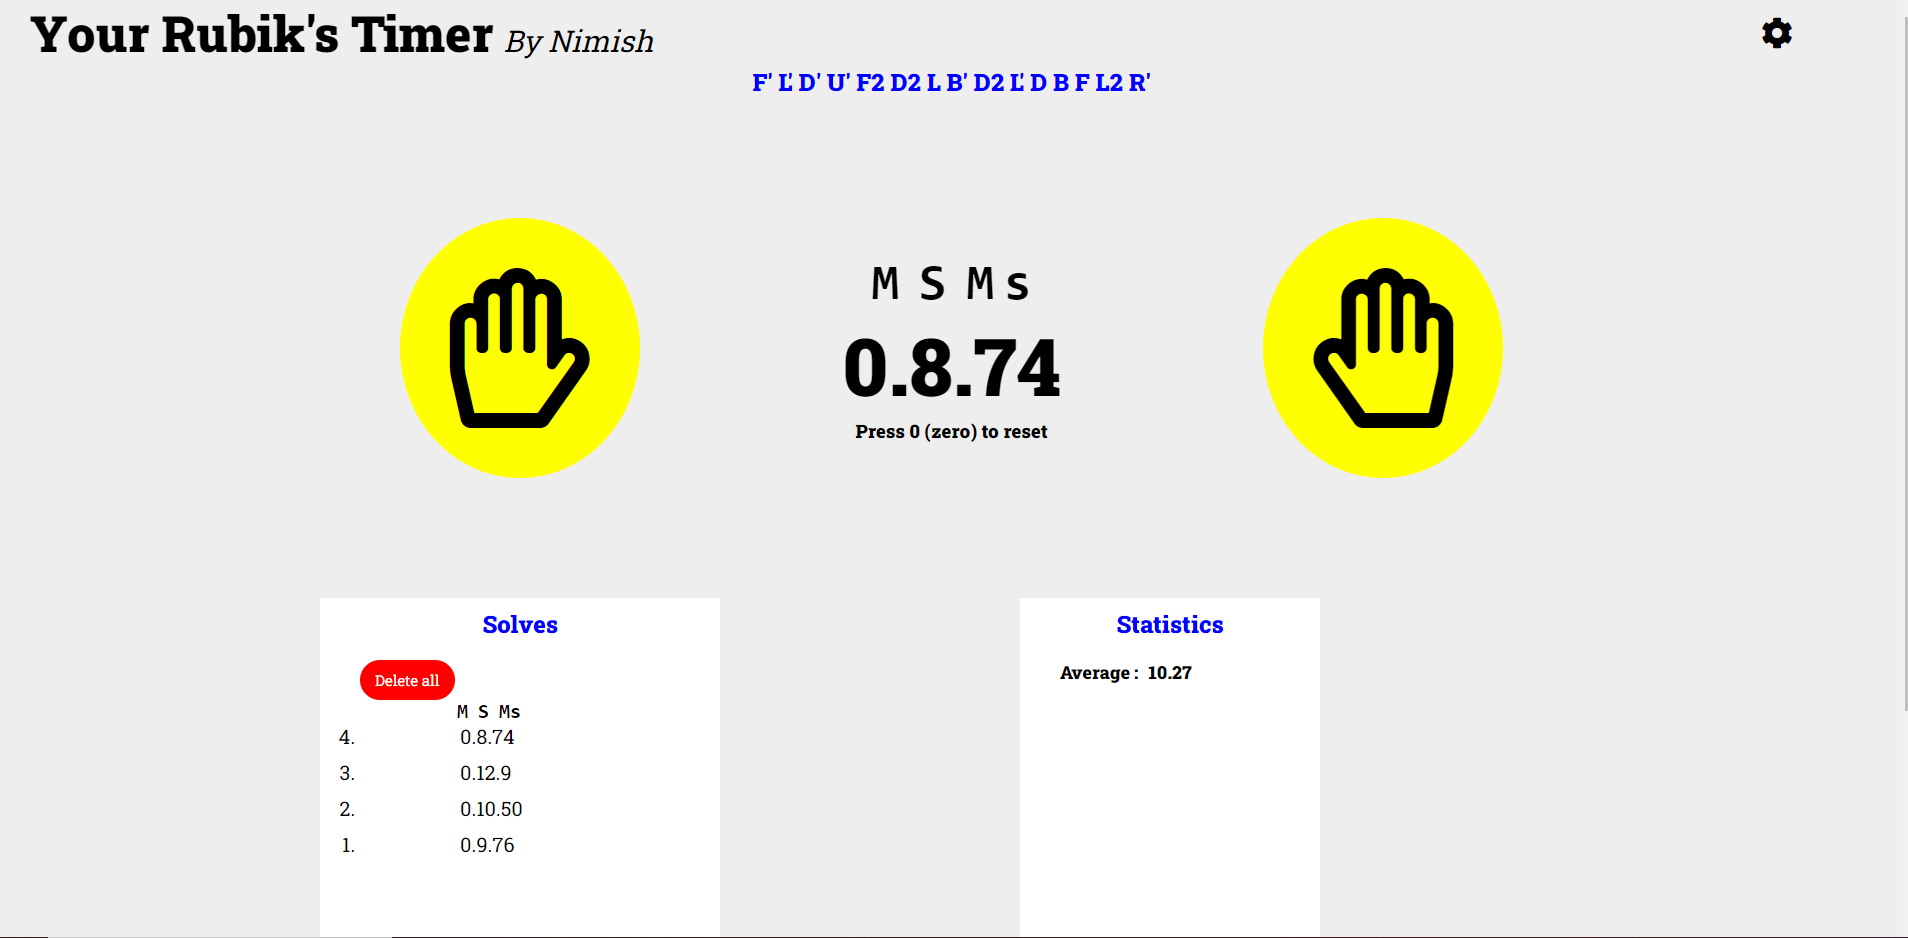 Your Rubik's Timer By Nimish
F' L' D' U' F2 D2 L B' D2 L' D B F L2 R'
M S Ms
0.8.74
Press 0 (zero) to reset
Solves
Delete all
M S Ms
4. 0.8.74
3. 0.12.9
2. 0.10.50
1. 0.9.76
Statistics
Average : 10.27